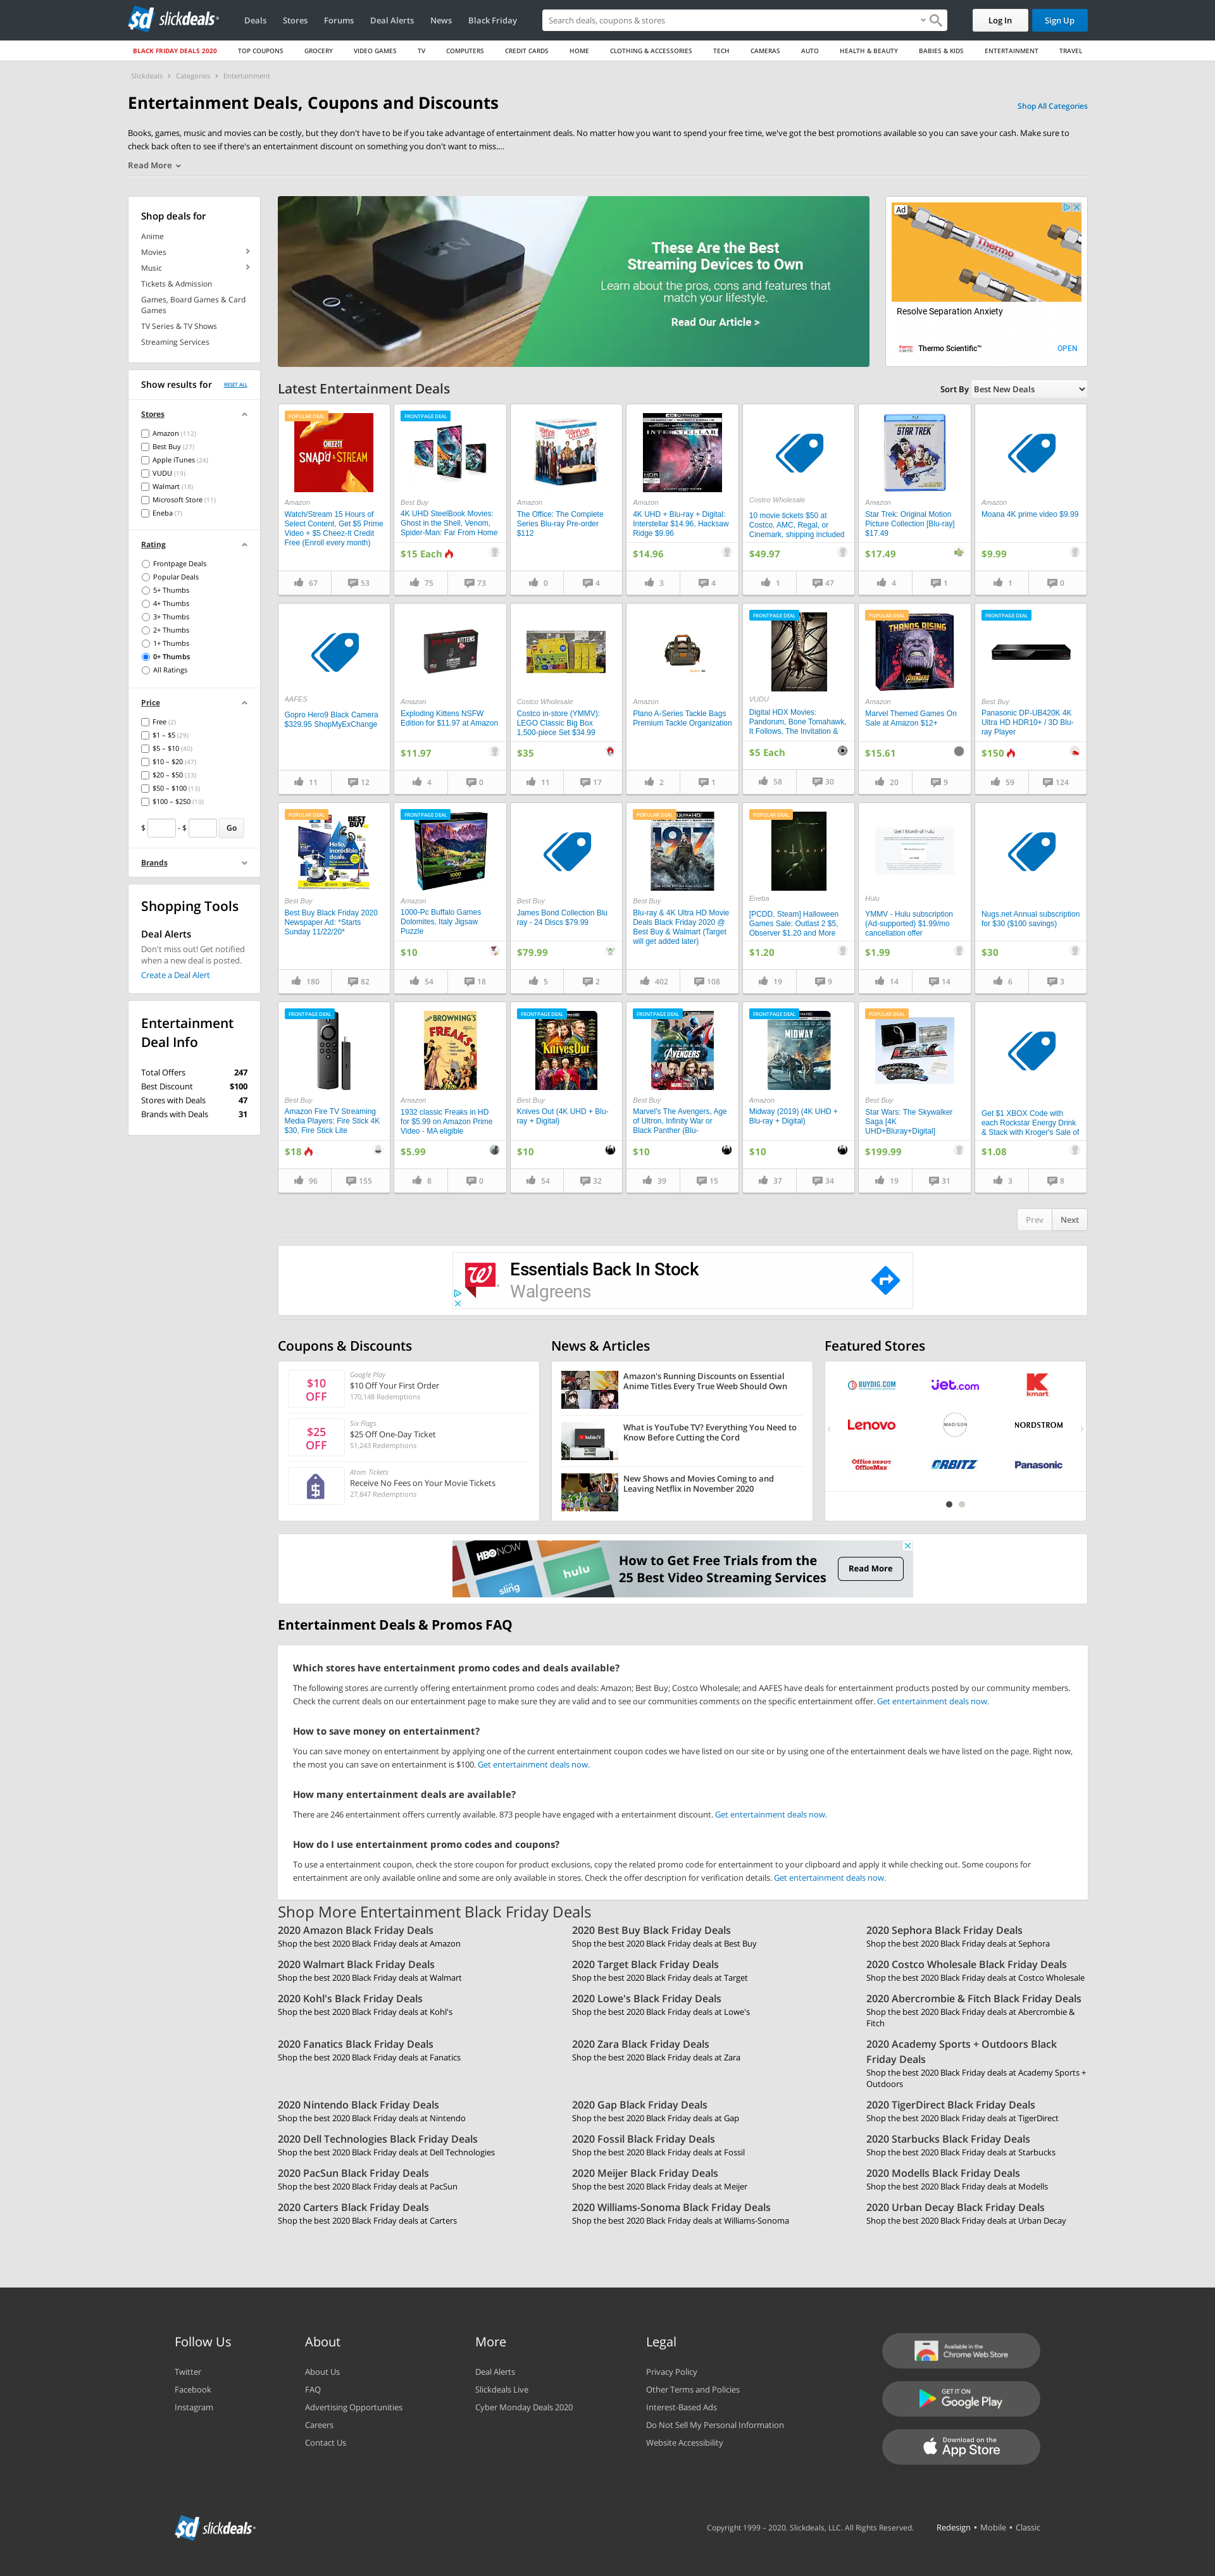 slickdeals
Deals Stores Forums Deal Alerts News Black Friday
Search deals, coupons & stores
Log In Sign Up
BLACK FRIDAY DEALS 2020 TOP COUPONS GROCERY VIDEO GAMES TV COMPUTERS CREDIT CARDS HOME CLOTHING & ACCESSORIES TECH CAMERAS AUTO HEALTH & BEAUTY BABIES & KIDS ENTERTAINMENT TRAVEL
Slickdeals > Categories > Entertainment
Entertainment Deals, Coupons and Discounts
Shop All Categories
Books, games, music and movies can be costly, but they don't have to be if you take advantage of entertainment deals. No matter how you want to spend your free time, we've got the best promotions available so you can save your cash. Make sure to
check back often to see if there's an entertainment discount on something you don't want to miss....
Read More
Shop deals for
Anime
Movies
Music
Tickets & Admission
Games, Board Games & Card
Games
TV Series & TV Shows
Streaming Services
Show results for RESET ALL
Stores
Amazon (112)
Best Buy (27)
Apple iTunes (24)
VUDU (19)
Walmart (18)
Microsoft Store (11)
Eneba (7)
Rating
Frontpage Deals
Popular Deals
5+ Thumbs
4+ Thumbs
3+ Thumbs
2+ Thumbs
1+ Thumbs
0+ Thumbs
All Ratings
Price
Free (2)
$1 – $5 (29)
$5 – $10 (40)
$10 – $20 (47)
$20 – $50 (33)
$50 – $100 (13)
$100 – $250 (10)
$ - $ Go
Brands
Shopping Tools
Deal Alerts
Don't miss out! Get notified
when a new deal is posted.
Create a Deal Alert
Entertainment
Deal Info
Total Offers 247
Best Discount $100
Stores with Deals 47
Brands with Deals 31
These Are the Best
Streaming Devices to Own
Learn about the pros, cons and features that
match your lifestyle.
Read Our Article >
Ad
Thermo
SCIENTIFIC
Resolve Separation Anxiety
Thermo Scientific™ OPEN
Latest Entertainment Deals
Sort By Best New Deals
POPULAR DEAL
CHEEZ-IT
SNAP'd & STREAM
Amazon
Watch/Stream 15 Hours of
Select Content, Get $5 Prime
Video + $5 Cheez-It Credit
Free (Enroll every month)
67 53
FRONTPAGE DEAL
Best Buy
4K UHD SteelBook Movies:
Ghost in the Shell, Venom,
Spider-Man: Far From Home
$15 Each
75 73
Amazon
The Office: The Complete
Series Blu-ray Pre-order
$112
0 4
INTERSTELLAR
Amazon
4K UHD + Blu-ray + Digital:
Interstellar $14.96, Hacksaw
Ridge $9.96
$14.96
3 4
Costco Wholesale
10 movie tickets $50 at
Costco, AMC, Regal, or
Cinemark, shipping included
$49.97
1 47
STAR TREK
Amazon
Star Trek: Original Motion
Picture Collection [Blu-ray]
$17.49
$17.49
4 1
Amazon
Moana 4K prime video $9.99
$9.99
1 0
AAFES
Gopro Hero9 Black Camera
$329.95 ShopMyExChange
11 12
KITTENS
Amazon
Exploding Kittens NSFW
Edition for $11.97 at Amazon
$11.97
4 0
Costco Wholesale
Costco in-store (YMMV):
LEGO Classic Big Box
1,500-piece Set $34.99
$35
11 17
Amazon
Plano A-Series Tackle Bags
Premium Tackle Organization
2 1
FRONTPAGE DEAL
VUDU
Digital HDX Movies:
Pandorum, Bone Tomahawk,
It Follows, The Invitation &
$5 Each
58 30
POPULAR DEAL
THANOS RISING
Amazon
Marvel Themed Games On
Sale at Amazon $12+
$15.61
20 9
FRONTPAGE DEAL
Best Buy
Panasonic DP-UB420K 4K
Ultra HD HDR10+ / 3D Blu-
ray Player
$150
59 124
POPULAR DEAL
BEST BUY
Hello,
incredible
deals.
Best Buy
Best Buy Black Friday 2020
Newspaper Ad: *Starts
Sunday 11/22/20*
180 82
FRONTPAGE DEAL
1000
Amazon
1000-Pc Buffalo Games
Dolomites, Italy Jigsaw
Puzzle
$10
54 18
Best Buy
James Bond Collection Blu
ray - 24 Discs $79.99
$79.99
5 2
POPULAR DEAL
1917
Best Buy
Blu-ray & 4K Ultra HD Movie
Deals Black Friday 2020 @
Best Buy & Walmart (Target
will get added later)
402 108
POPULAR DEAL
OUTLAST
Eneba
[PCDD, Steam] Halloween
Games Sale: Outlast 2 $5,
Observer $1.20 and More
$1.20
19 9
Get 1 Month of Hulu
Hulu
YMMV - Hulu subscription
(Ad-supported) $1.99/mo
cancellation offer
$1.99
14 14
Nugs.net Annual subscription
for $30 ($100 savings)
$30
6 3
FRONTPAGE DEAL
Best Buy
Amazon Fire TV Streaming
Media Players: Fire Stick 4K
$30, Fire Stick Lite
$18
96 155
BROWNING'S
FREAKS
Amazon
1932 classic Freaks in HD
for $5.99 on Amazon Prime
Video - MA eligible
$5.99
8 0
FRONTPAGE DEAL
Knives Out
Best Buy
Knives Out (4K UHD + Blu-
ray + Digital)
$10
54 32
FRONTPAGE DEAL
AVENGERS
Best Buy
Marvel's The Avengers, Age
of Ultron, Infinity War or
Black Panther (Blu-
$10
39 15
FRONTPAGE DEAL
MIDWAY
Amazon
Midway (2019) (4K UHD +
Blu-ray + Digital)
$10
37 34
POPULAR DEAL
Best Buy
Star Wars: The Skywalker
Saga [4K
UHD+Bluray+Digital]
$199.99
19 31
Get $1 XBOX Code with
each Rockstar Energy Drink
& Stack with Kroger's Sale of
$1.08
3 8
Prev Next
Essentials Back In Stock
Walgreens
Coupons & Discounts
$10
OFF
Google Play
$10 Off Your First Order
170,148 Redemptions
$25
OFF
Six Flags
$25 Off One-Day Ticket
51,243 Redemptions
Atom Tickets
Receive No Fees on Your Movie Tickets
27,847 Redemptions
News & Articles
Amazon's Running Discounts on Essential
Anime Titles Every True Weeb Should Own
What is YouTube TV? Everything You Need to
Know Before Cutting the Cord
New Shows and Movies Coming to and
Leaving Netflix in November 2020
Featured Stores
BUYDIG.COM jet.com kmart
Lenovo MADISON NORDSTROM
Office DEPOT OfficeMax ORBITZ Panasonic
HBO NOW
hulu
sling
How to Get Free Trials from the
25 Best Video Streaming Services
Read More
Entertainment Deals & Promos FAQ
Which stores have entertainment promo codes and deals available?
The following stores are currently offering entertainment promo codes and deals: Amazon; Best Buy; Costco Wholesale; and AAFES have deals for entertainment products posted by our community members.
Check the current deals on our entertainment page to make sure they are valid and to see our communities comments on the specific entertainment offer. Get entertainment deals now.
How to save money on entertainment?
You can save money on entertainment by applying one of the current entertainment coupon codes we have listed on our site or by using one of the entertainment deals we have listed on the page. Right now,
the most you can save on entertainment is $100. Get entertainment deals now.
How many entertainment deals are available?
There are 246 entertainment offers currently available. 873 people have engaged with a entertainment discount. Get entertainment deals now.
How do I use entertainment promo codes and coupons?
To use a entertainment coupon, check the store coupon for product exclusions, copy the related promo code for entertainment to your clipboard and apply it while checking out. Some coupons for
entertainment are only available online and some are only available in stores. Check the offer description for verification details. Get entertainment deals now.
Shop More Entertainment Black Friday Deals
2020 Amazon Black Friday Deals
Shop the best 2020 Black Friday deals at Amazon
2020 Best Buy Black Friday Deals
Shop the best 2020 Black Friday deals at Best Buy
2020 Sephora Black Friday Deals
Shop the best 2020 Black Friday deals at Sephora
2020 Walmart Black Friday Deals
Shop the best 2020 Black Friday deals at Walmart
2020 Target Black Friday Deals
Shop the best 2020 Black Friday deals at Target
2020 Costco Wholesale Black Friday Deals
Shop the best 2020 Black Friday deals at Costco Wholesale
2020 Kohl's Black Friday Deals
Shop the best 2020 Black Friday deals at Kohl's
2020 Lowe's Black Friday Deals
Shop the best 2020 Black Friday deals at Lowe's
2020 Abercrombie & Fitch Black Friday Deals
Shop the best 2020 Black Friday deals at Abercrombie &
Fitch
2020 Fanatics Black Friday Deals
Shop the best 2020 Black Friday deals at Fanatics
2020 Zara Black Friday Deals
Shop the best 2020 Black Friday deals at Zara
2020 Academy Sports + Outdoors Black
Friday Deals
Shop the best 2020 Black Friday deals at Academy Sports +
Outdoors
2020 Nintendo Black Friday Deals
Shop the best 2020 Black Friday deals at Nintendo
2020 Gap Black Friday Deals
Shop the best 2020 Black Friday deals at Gap
2020 TigerDirect Black Friday Deals
Shop the best 2020 Black Friday deals at TigerDirect
2020 Dell Technologies Black Friday Deals
Shop the best 2020 Black Friday deals at Dell Technologies
2020 Fossil Black Friday Deals
Shop the best 2020 Black Friday deals at Fossil
2020 Starbucks Black Friday Deals
Shop the best 2020 Black Friday deals at Starbucks
2020 PacSun Black Friday Deals
Shop the best 2020 Black Friday deals at PacSun
2020 Meijer Black Friday Deals
Shop the best 2020 Black Friday deals at Meijer
2020 Modells Black Friday Deals
Shop the best 2020 Black Friday deals at Modells
2020 Carters Black Friday Deals
Shop the best 2020 Black Friday deals at Carters
2020 Williams-Sonoma Black Friday Deals
Shop the best 2020 Black Friday deals at Williams-Sonoma
2020 Urban Decay Black Friday Deals
Shop the best 2020 Black Friday deals at Urban Decay
Follow Us
Twitter
Facebook
Instagram
About
About Us
FAQ
Advertising Opportunities
Careers
Contact Us
More
Deal Alerts
Slickdeals Live
Cyber Monday Deals 2020
Legal
Privacy Policy
Other Terms and Policies
Interest-Based Ads
Do Not Sell My Personal Information
Website Accessibility
Available in the
Chrome Web Store
GET IT ON
Google Play
Download on the
App Store
slickdeals
Copyright 1999 – 2020. Slickdeals, LLC. All Rights Reserved.
Redesign • Mobile • Classic